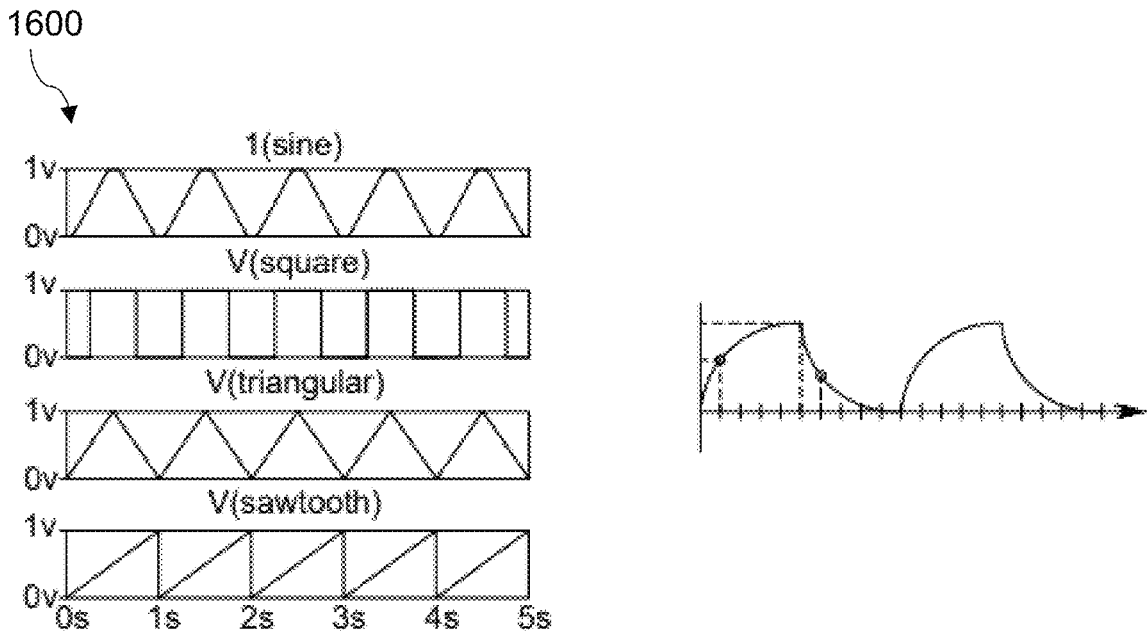 1600
1(sine)
1v
0v
V(square)
1v
0v
V(triangular)
1v
0v
V(sawtooth)
1v
0v
0s 1s 2s 3s 4s 5s